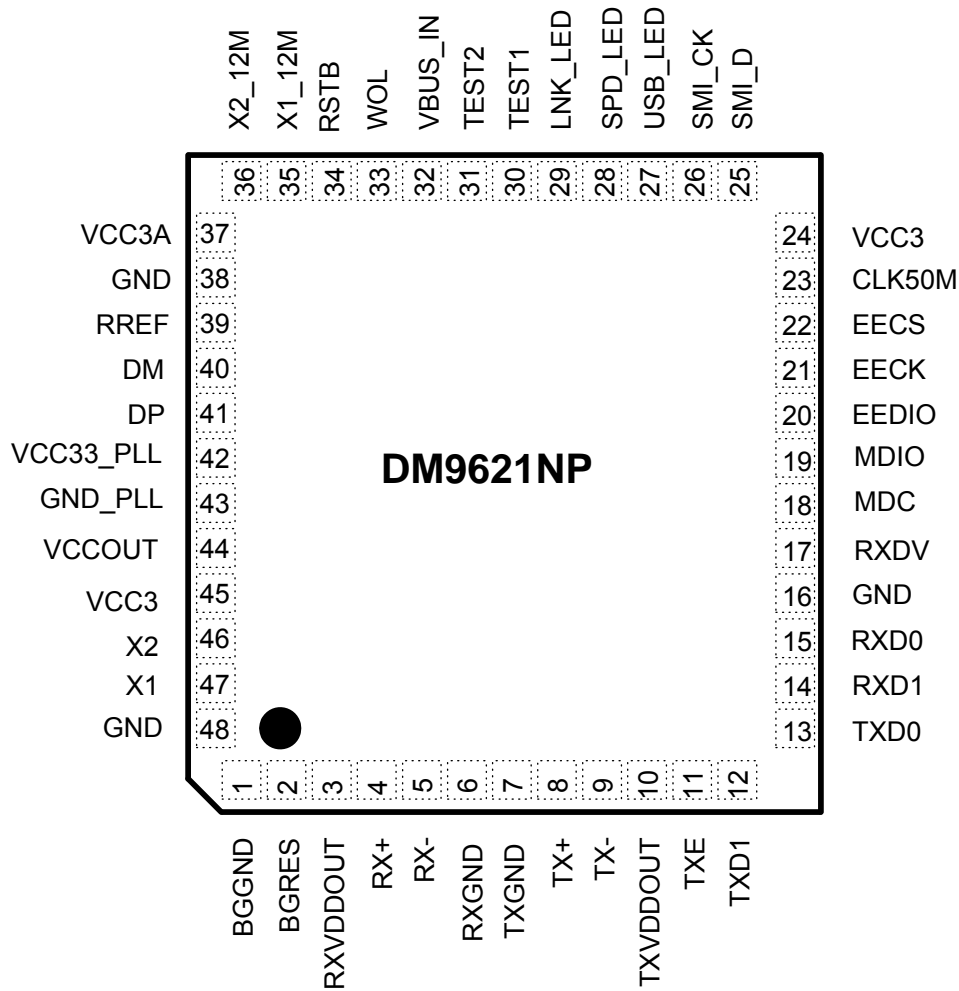 X2_12M
X1_12M
RSTB
WOL
VBUS_IN
TEST2
TEST1
LNK_LED
SPD_LED
USB_LED
SMI_CK
SMI_D
36
35
34
33
32
31
30
29
28
27
26
25
VCC3A 37
GND 38
RREF 39
DM 40
DP 41
VCC33_PLL 42
GND_PLL 43
VCCOUT 44
VCC3 45
X2 46
X1 47
GND 48
DM9621NP
24 VCC3
23 CLK50M
22 EECS
21 EECK
20 EEDIO
19 MDIO
18 MDC
17 RXDV
16 GND
15 RXD0
14 RXD1
13 TXD0
1
2
3
4
5
6
7
8
9
10
11
12
BGGND
BGRES
RXVDDOUT
RX+
RX-
RXGND
TXGND
TX+
TX-
TXVDDOUT
TXE
TXD1